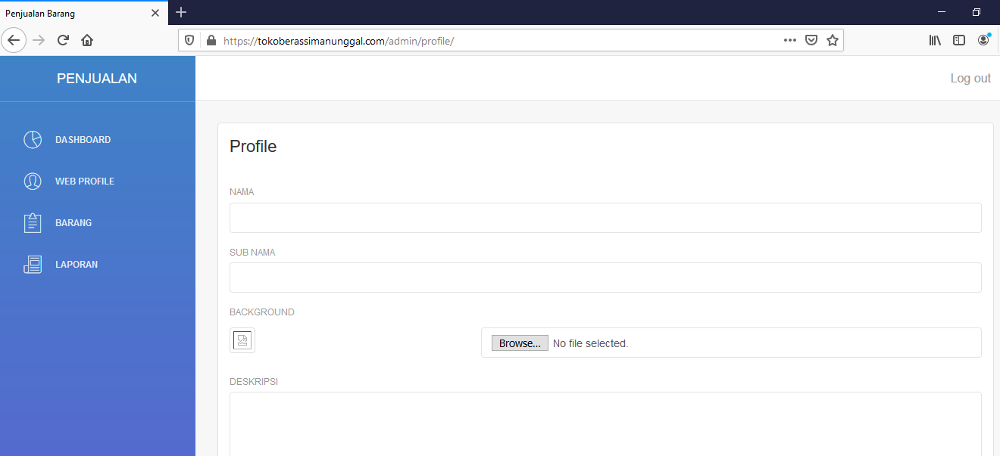 Penjualan Barang
https://tokoberassimanunggal.com/admin/profile/
PENJUALAN
Log out
DASHBOARD
WEB PROFILE
BARANG
LAPORAN
Profile
NAMA
SUB NAMA
BACKGROUND
Browse... No file selected.
DESKRIPSI